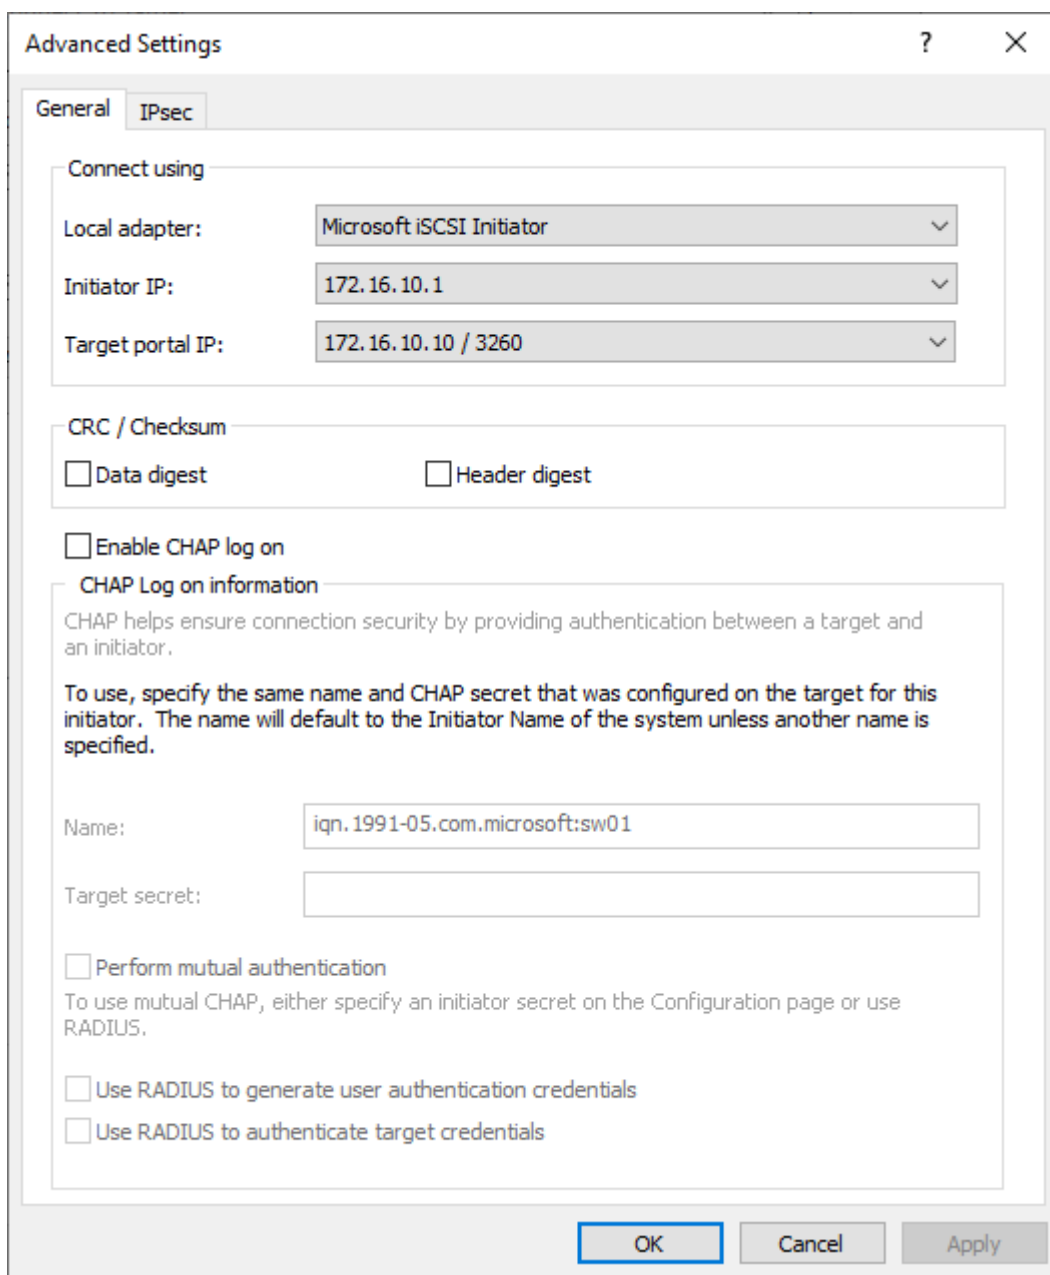 Advanced Settings
?
General
IPsec
Connect using
Local adapter:
Microsoft iSCSI Initiator
Initiator IP:
172.16.10.1
Target portal IP:
172.16.10.10 / 3260
CRC / Checksum
Data digest
Header digest
Enable CHAP log on
CHAP Log on information
CHAP helps ensure connection security by providing authentication between a target and
an initiator.
To use, specify the same name and CHAP secret that was configured on the target for this
initiator. The name will default to the Initiator Name of the system unless another name is
specified.
Name:
iqn.1991-05.com.microsoft:sw01
Target secret:
Perform mutual authentication
To use mutual CHAP, either specify an initiator secret on the Configuration page or use
RADIUS.
Use RADIUS to generate user authentication credentials
Use RADIUS to authenticate target credentials
OK
Cancel
Apply